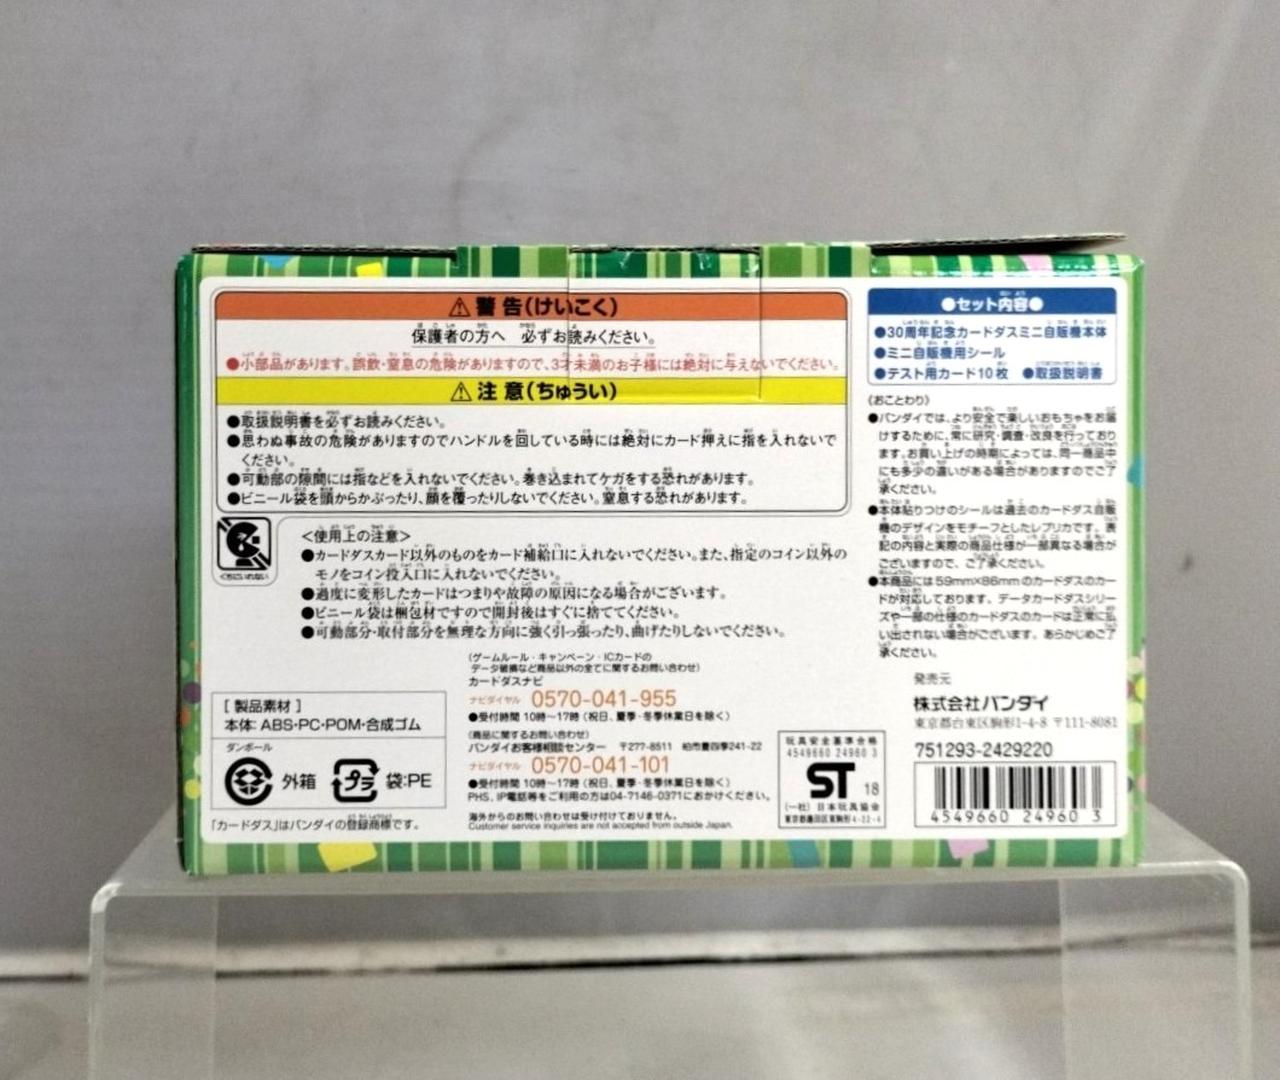 ⚠警告(けいこく)
保護者の方へ 必ずお読みください。
●小部品があります。誤飲・窒息の危険がありますので、3才未満のお子様には絶対に与えないでください。
⚠注意(ちゅうい)
●取扱説明書を必ずお読みください。
●思わぬ事故の危険がありますのでハンドルを回している時には絶対にカード押えに指を入れないで
ください。
●可動部の隙間には指などを入れないでください。巻き込まれてケガをする恐れがあります。
●ビニール袋を頭からかぶったり、顔を覆ったりしないでください。窒息する恐れがあります。
くちにいれない
<使用上の注意>
●カードダスカード以外のものをカード補給口に入れないでください。また、指定のコイン以外の
モノをコイン投入口に入れないでください。
●過度に変形したカードはつまりや故障の原因になる場合がございます。
●ビニール袋は梱包材ですので開封後はすぐに捨ててください。
●可動部分・取付部分を無理な方向に強く引っ張ったり、曲げたりしないでください。
[製品素材]
本体:ABS・PC・POM・合成ゴム
ダンボール
外箱
プラ
袋:PE
「カードダス」はバンダイの登録商標です。
(ゲームルール・キャンペーン・ICカードの
データ破損など商品以外の全てに関するお問い合わせ)
カードダスナビ
ナビダイヤル 0570-041-955
●受付時間 10時〜17時(祝日、夏季・冬季休業日を除く)
(商品に関するお問い合わせ)
バンダイお客様相談センター 〒277-8511 柏市豊四季241-22
ナビダイヤル 0570-041-101
●受付時間 10時〜17時(祝日、夏季・冬季休業日を除く)
PHS、IP電話等をご利用の方は04-7146-0371におかけください。
海外からのお問い合わせは受け付けておりません。
Customer service inquiries are not accepted from outside Japan.
玩具安全基準合格
4549660 24960 3
ST 18
(一社)日本玩具協会
東京都墨田区東駒形4-22-4
●セット内容●
●30周年記念カードダスミニ自販機本体
●ミニ自販機用シール
●テスト用カード10枚 ●取扱説明書
《おことわり》
●バンダイでは、より安全で楽しいおもちゃをお届
けするために、常に研究・調査・改良を行っており
ます。お買い上げの時期によっては、同一商品中
にも多少の違いがある場合がありますのでご了
承ください。
●本体貼りつけのシールは過去のカードダス自販
機のデザインをモチーフとしたレプリカです。表
記の内容と実際の商品仕様が一部異なる場合が
ございますので、ご了承ください。
●本商品には59mm×86mmのカードダスのカー
ドが対応しております。データカードダスシリー
ズや一部の仕様のカードダスのカードは正常に払
い出されない場合がございます。あらかじめご了
承ください。
発売元
株式会社バンダイ
東京都台東区駒形1-4-8 〒111-8081
751293-2429220
4549660 24960 3